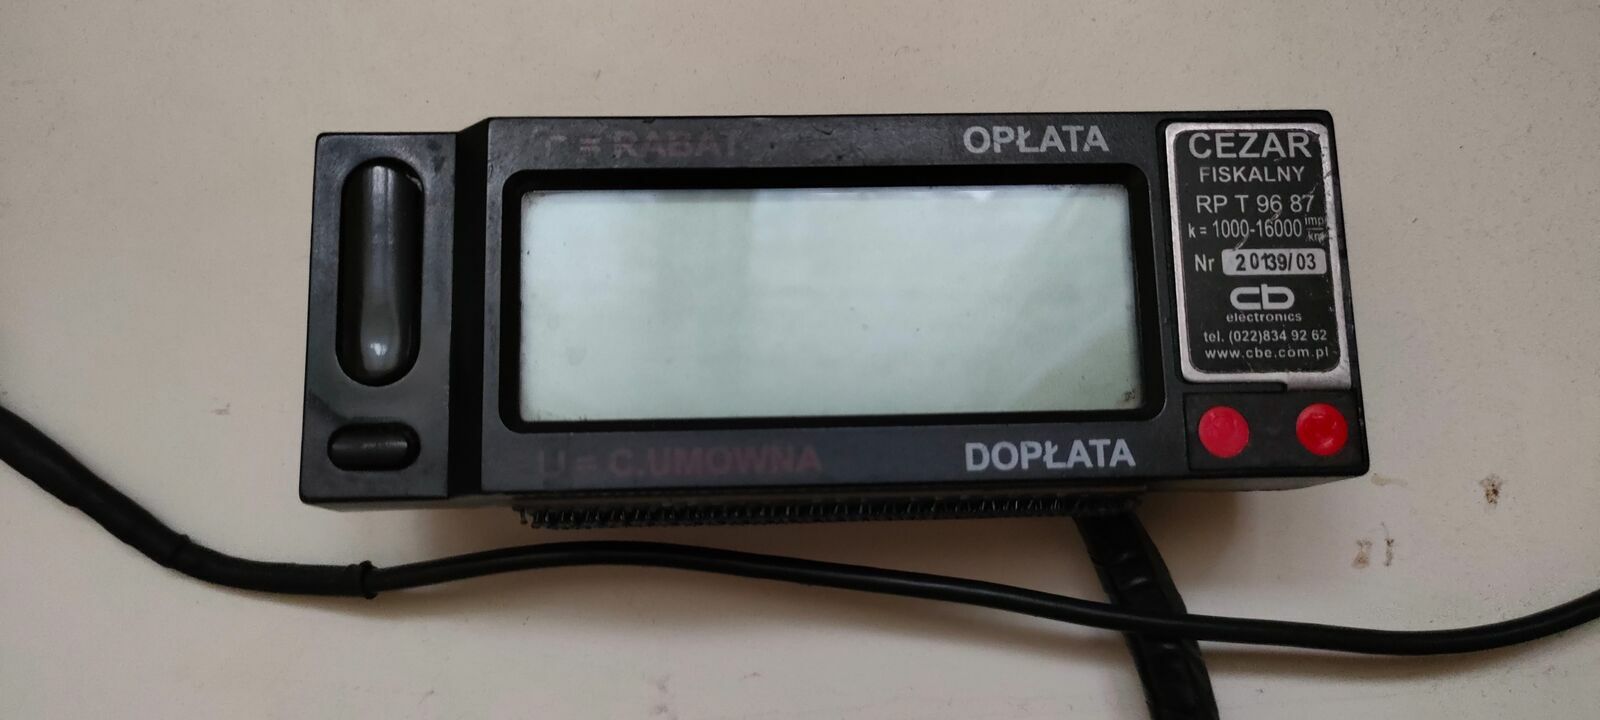 r = RABAT
OPŁATA
CEZAR
FISKALNY
RP T 96 87
k = 1000-16000 imp/km
Nr 20139/03
cb
electronics
tel. (022)834 92 62
www.cbe.com.pl
U = C.UMOWNA
DOPŁATA